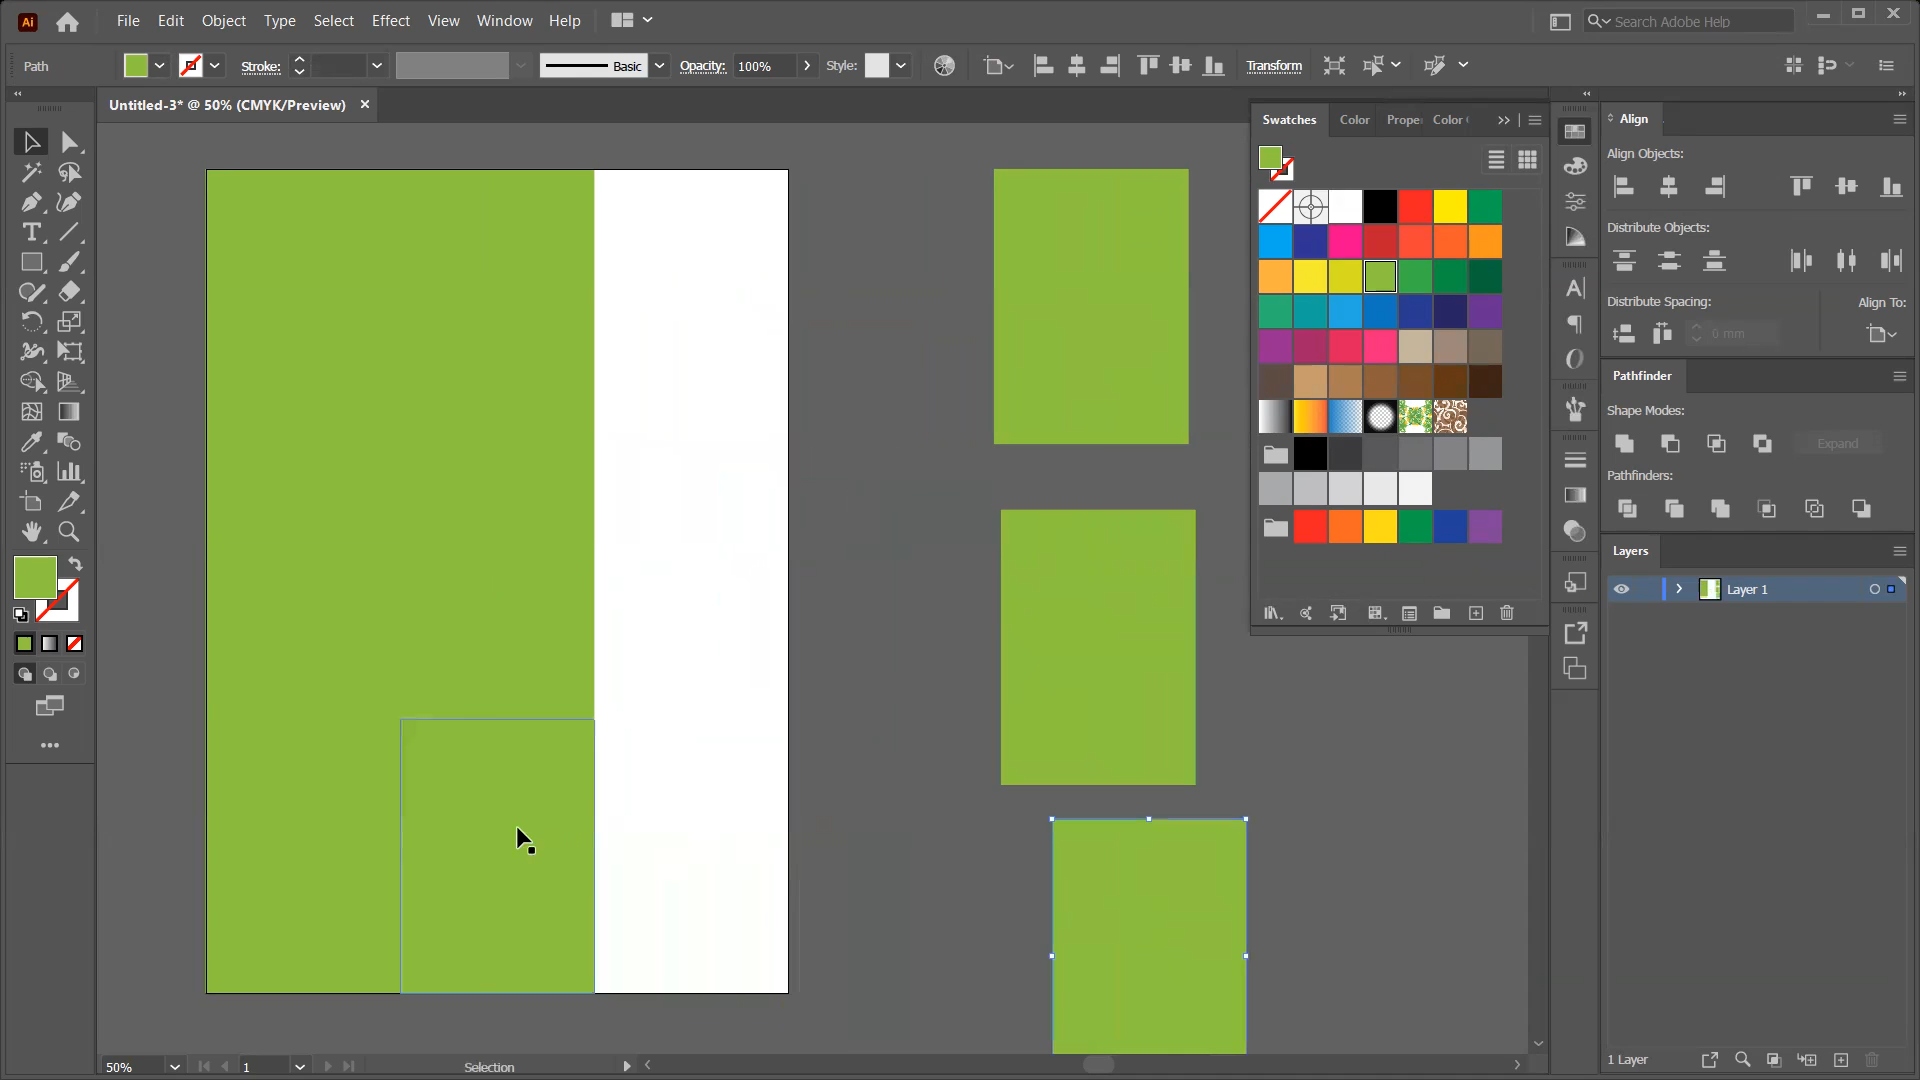 Ai File Edit Object Type Select Effect View Window Help Search Adobe Help
Path Stroke: Basic Opacity: 100% Style: Transform
Untitled-3* @ 50% (CMYK/Preview)
Swatches Color Prope Color
Align
Align Objects:
Distribute Objects:
Distribute Spacing: Align To:
0 mm
Pathfinder
Shape Modes:
Expand
Pathfinders:
Layers
Layer 1
50% 1 Selection
1 Layer